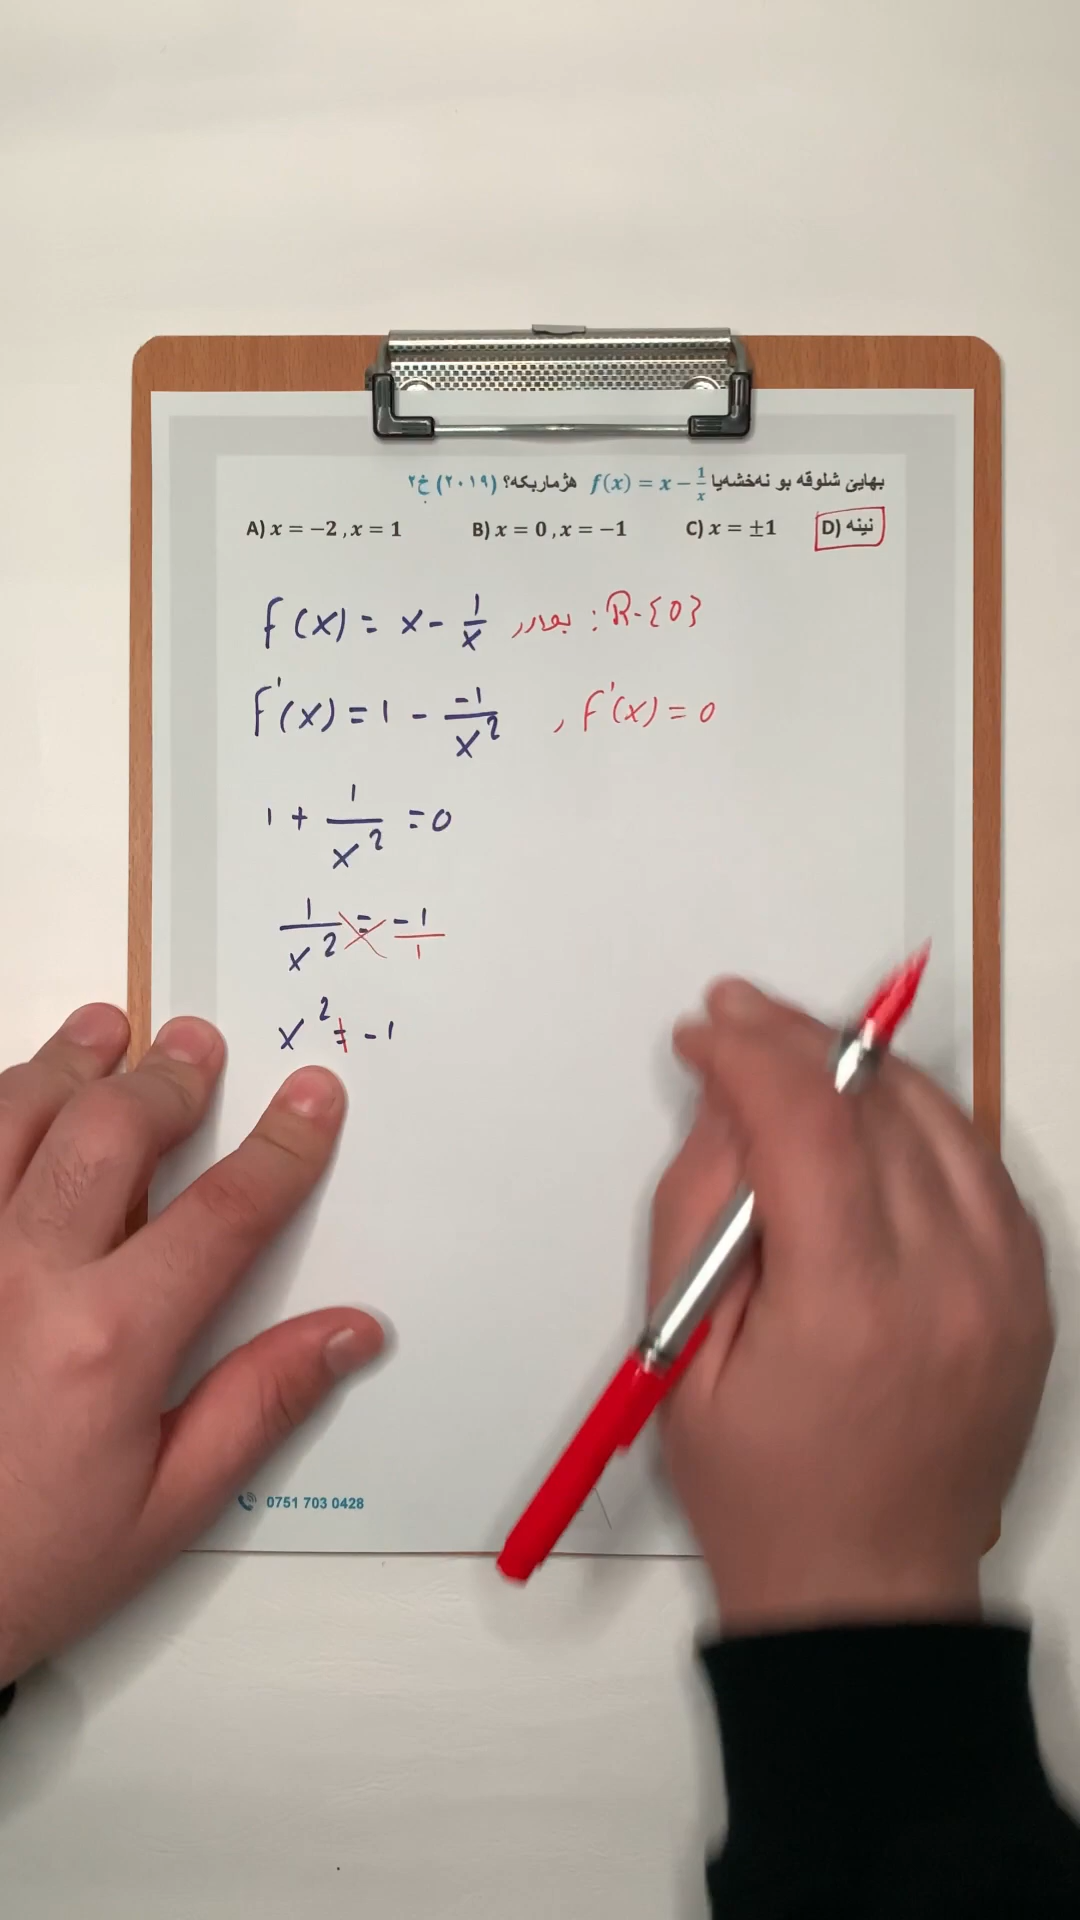 بهایێ شلوقه بو نەخشەیا f(x) = x − 1/x هژماربکە؟ (٢٠١٩) خ٢
A) x = −2 , x = 1 B) x = 0 , x = −1 C) x = ±1 D) نینە
f(x) = x - 1/x بوار : R-{0}
f'(x) = 1 - -1/x² , f'(x) = 0
1 + 1/x² = 0
1/x² = -1/1
x² ≠ -1
0751 703 0428